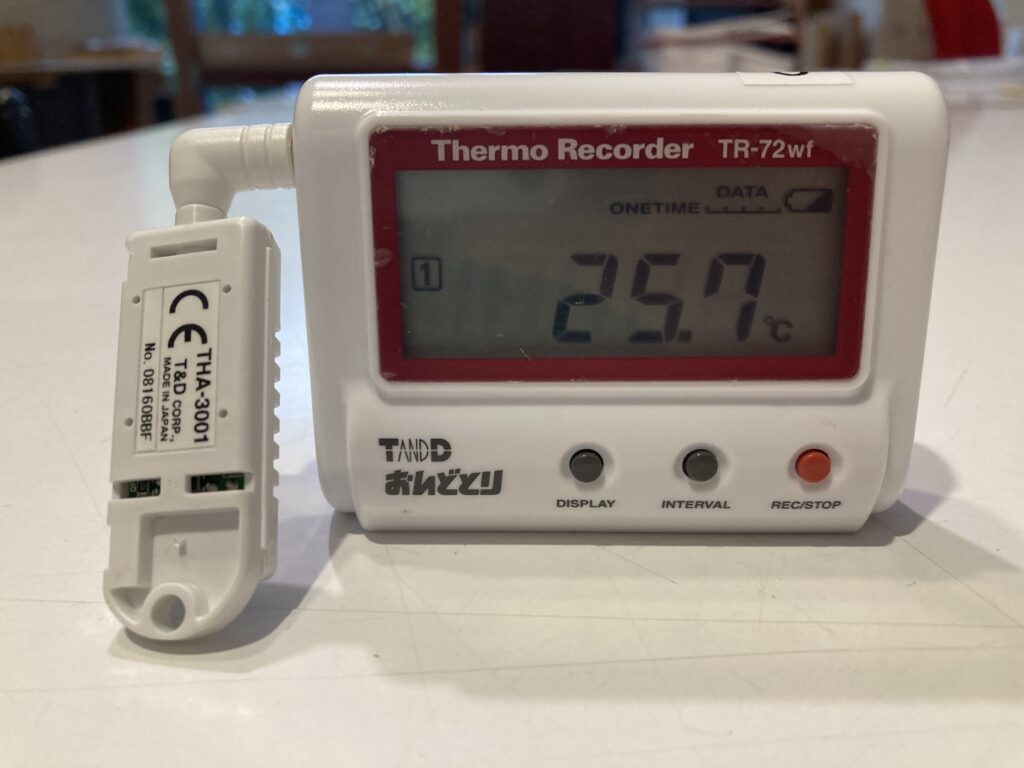 Thermo Recorder TR-72wf
DATA
ONETIME
1
25.7 °C
TANDD
おんどとり
DISPLAY
INTERVAL
REC/STOP
CE
THA-3001
T&D CORP.,
MADE IN JAPAN
No. 08160BBF